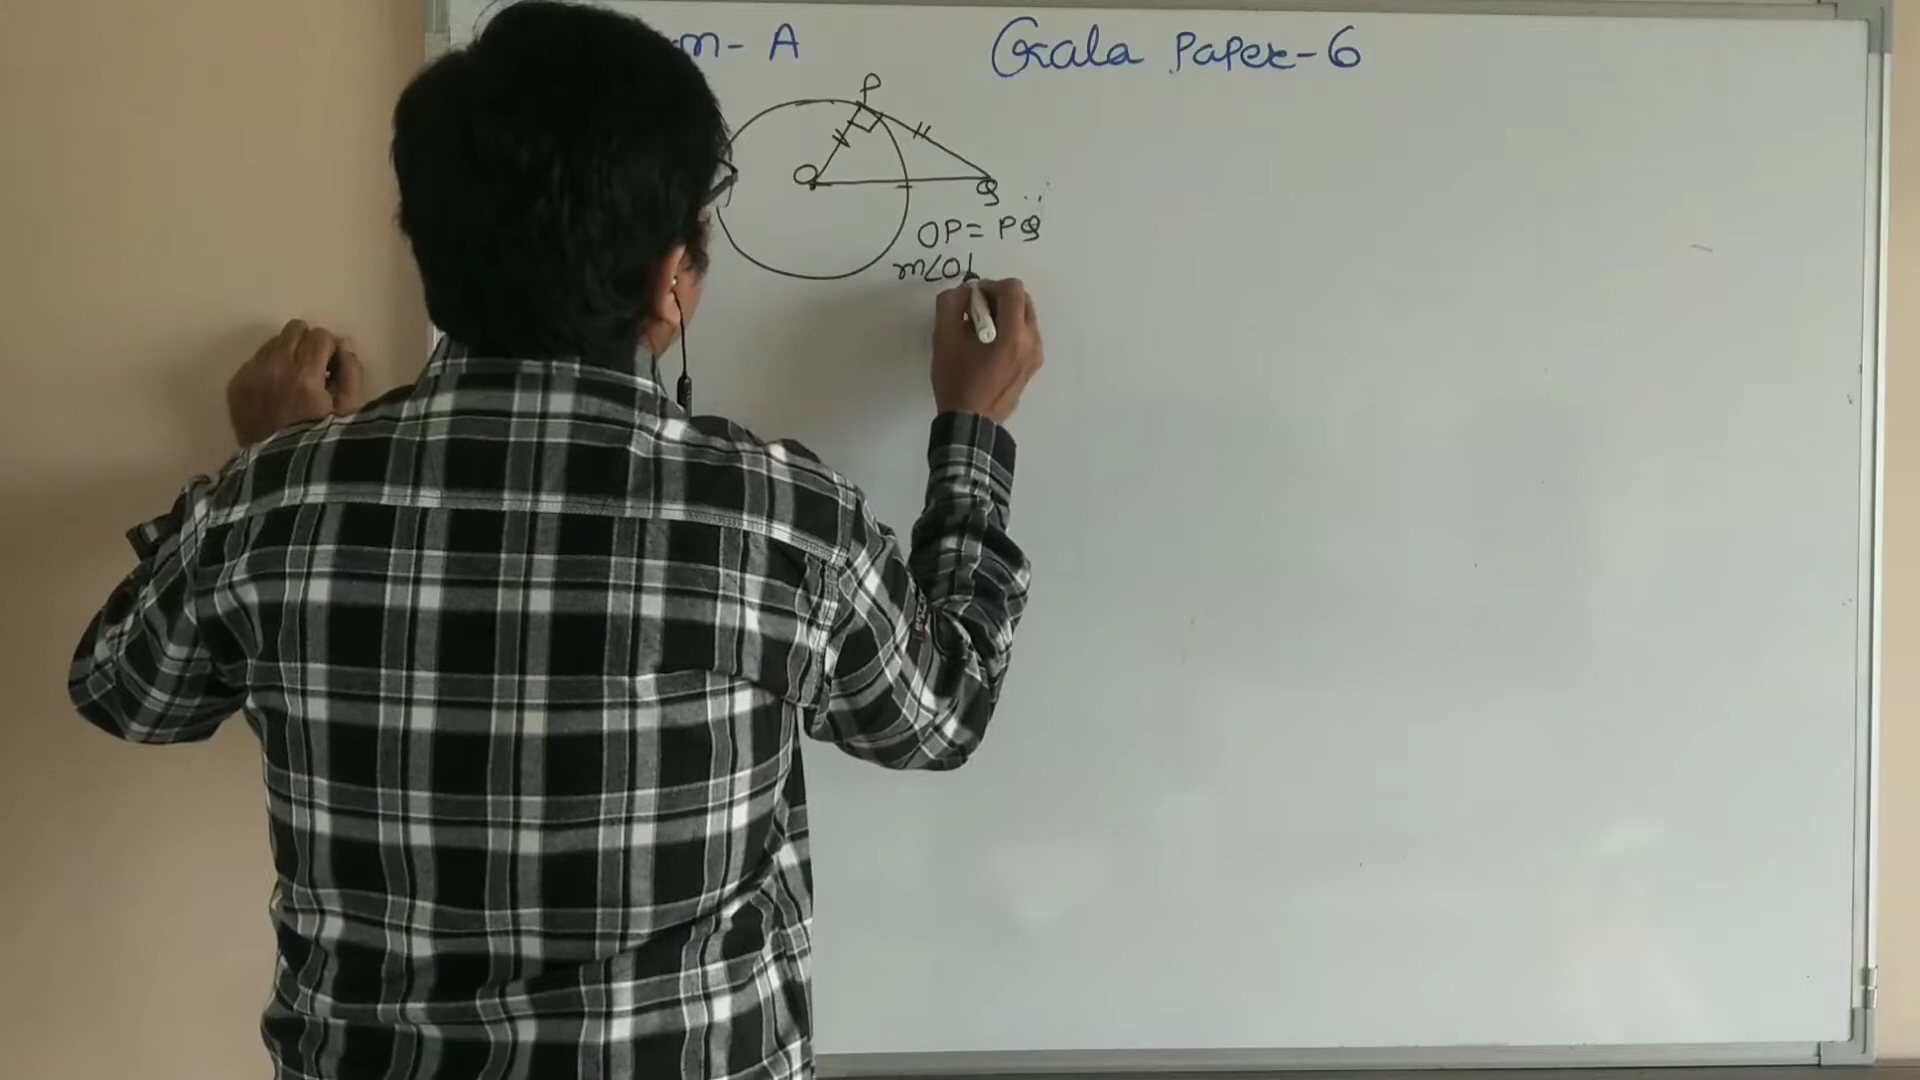 m - A
Gala Paper - 6
P
O
Q
OP = PQ
m∠O